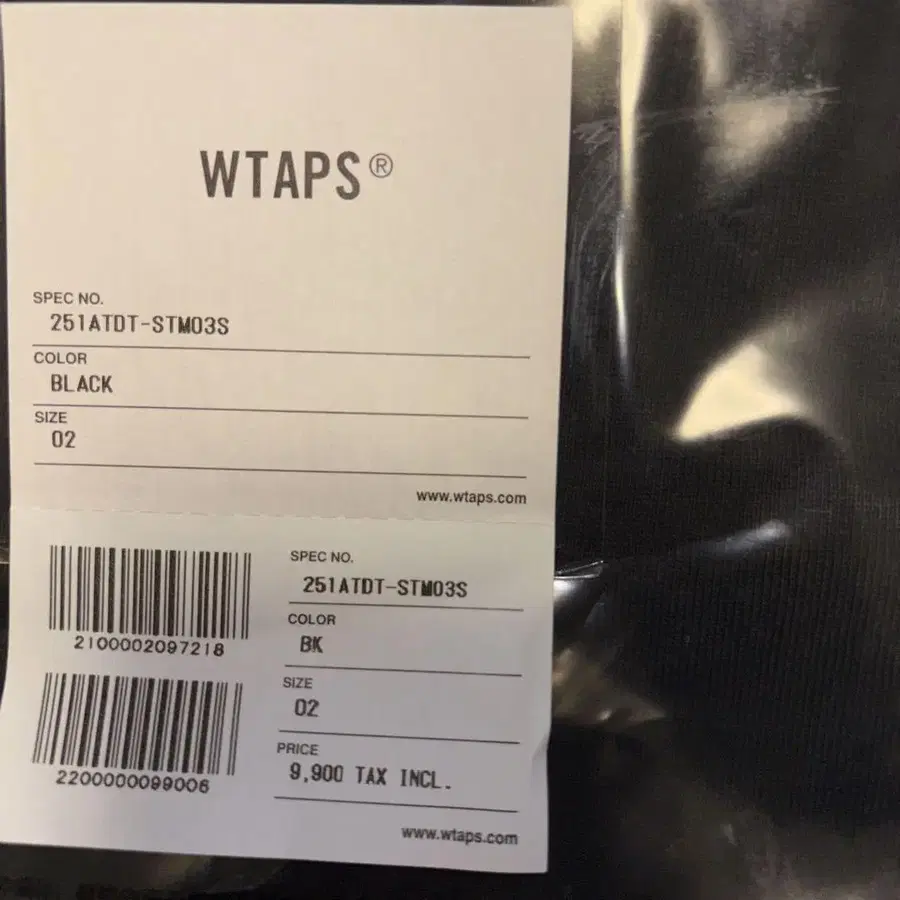 WTAPS®
SPEC NO.
251ATDT-STM03S
COLOR
BLACK
SIZE
02
www.wtaps.com
2100002097218
2200000099006
SPEC NO.
251ATDT-STM03S
COLOR
BK
SIZE
02
PRICE
9,900 TAX INCL.
www.wtaps.com